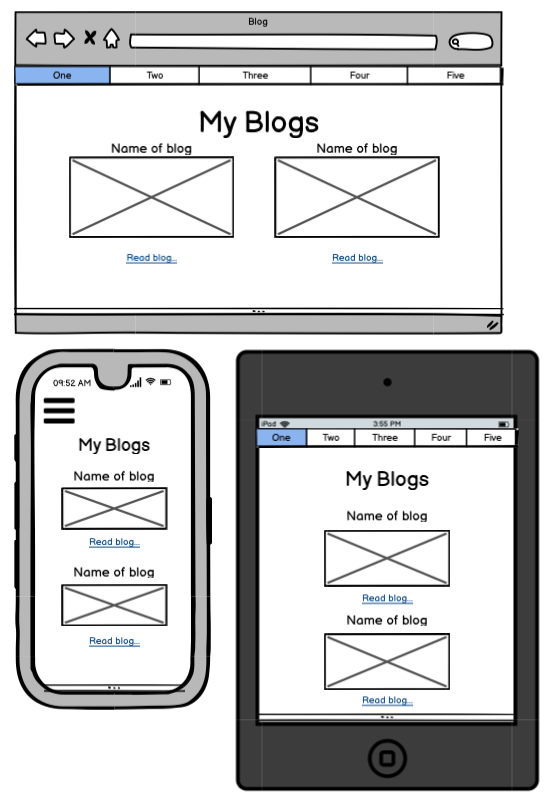 Blog
One Two Three Four Five
My Blogs
Name of blog Name of blog
Read blog... Read blog...
09:52 AM
My Blogs
Name of blog
Read blog...
Name of blog
Read blog...
iPod 3:55 PM
One Two Three Four Five
My Blogs
Name of blog
Read blog...
Name of blog
Read blog...